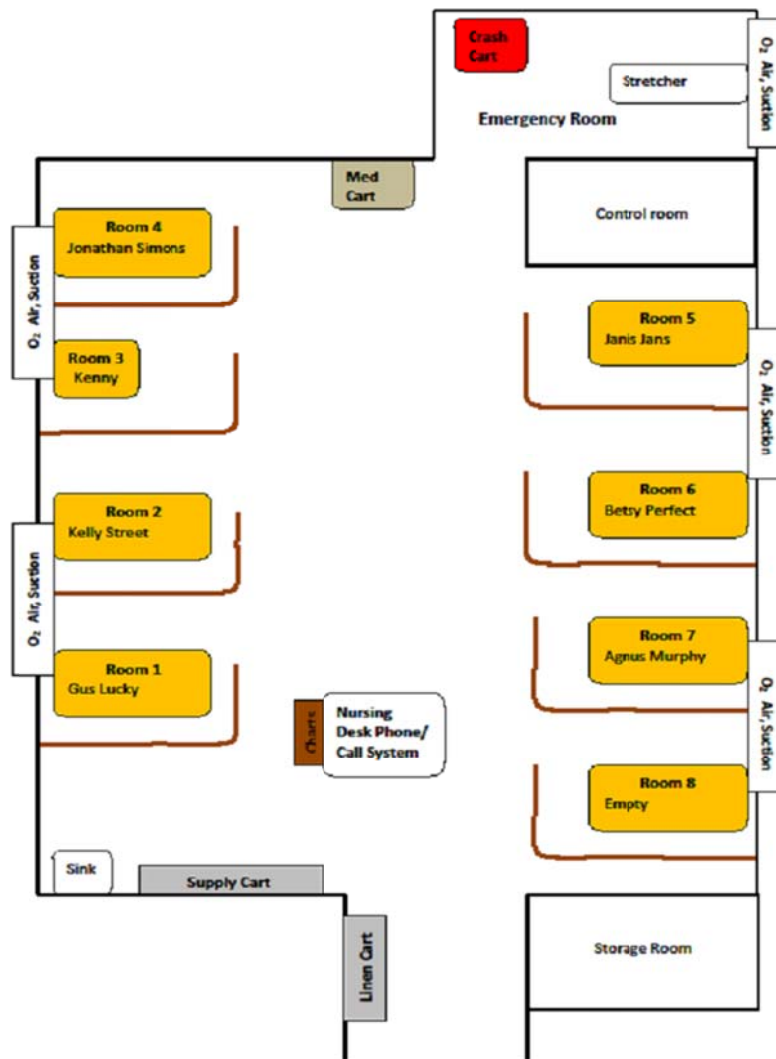 Crash
Cart
Stretcher
O₂ Air, Suction
Emergency Room
Med
Cart
Control room
Room 4
Jonathan Simons
O₂ Air, Suction
Room 3
Kenny
Room 5
Janis Jans
O₂ Air, Suction
Room 2
Kelly Street
Room 6
Betsy Perfect
O₂ Air, Suction
Room 1
Gus Lucky
Room 7
Agnus Murphy
O₂ Air, Suction
Charts
Nursing
Desk Phone/
Call System
Room 8
Empty
Sink
Supply Cart
Linen Cart
Storage Room